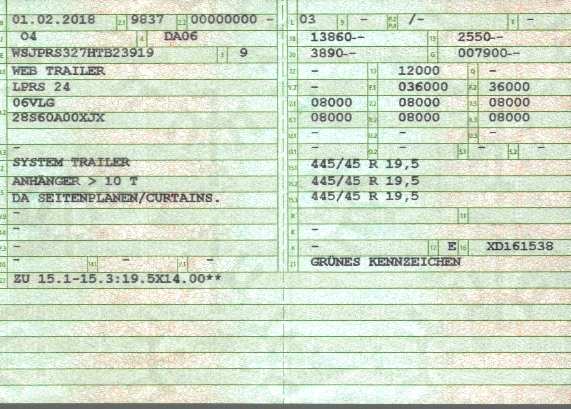 01.02.2018 9837 00000000 -
04 DA06
WSJPRS327HTB23919 9
WEB TRAILER
LPRS 24
06VLG
28S60A00XJX
-
SYSTEM TRAILER
ANHÄNGER > 10 T
DA SEITENPLANEN/CURTAINS.
-
-
-
- - -
ZU 15.1-15.3:19.5X14.00**
03 - /- -
13860-- 2550--
3890-- 007900--
- 12000 -
- 036000 36000
08000 08000 08000
08000 08000 08000
- - -
- - - -
445/45 R 19,5
445/45 R 19,5
445/45 R 19,5
-
-
- E XD161538
GRÜNES KENNZEICHEN